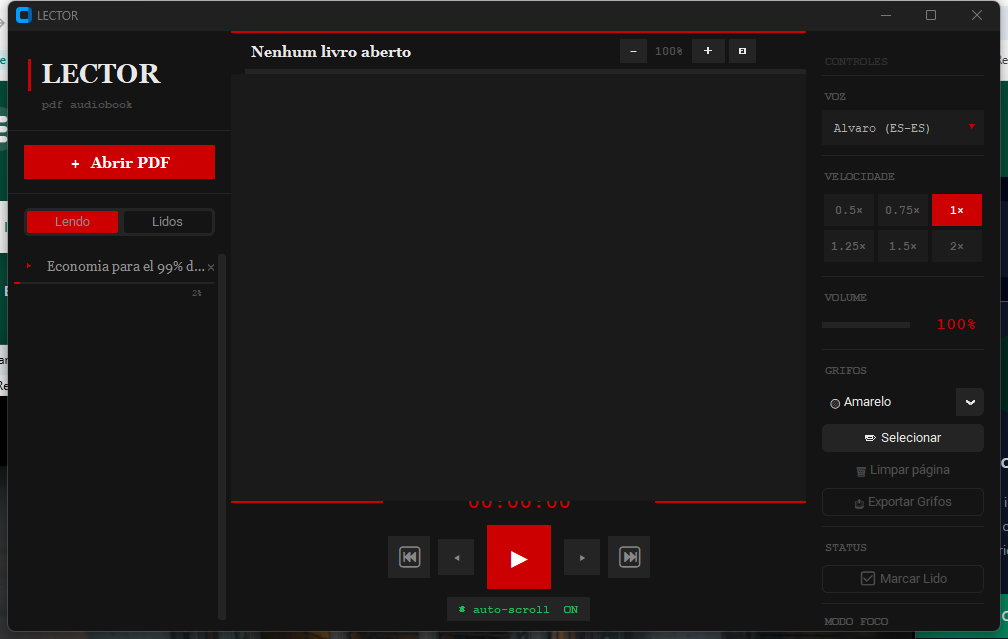 LECTOR
LECTOR
pdf audiobook
+ Abrir PDF
Lendo
Lidos
Economia para el 99% d...×
2%
Nenhum livro aberto
− 100% +
00:00:00
auto-scroll ON
CONTROLES
VOZ
Alvaro (ES-ES)
VELOCIDADE
0.5× 0.75× 1×
1.25× 1.5× 2×
VOLUME
100%
GRIFOS
Amarelo
Selecionar
Limpar página
Exportar Grifos
STATUS
Marcar Lido
MODO FOCO